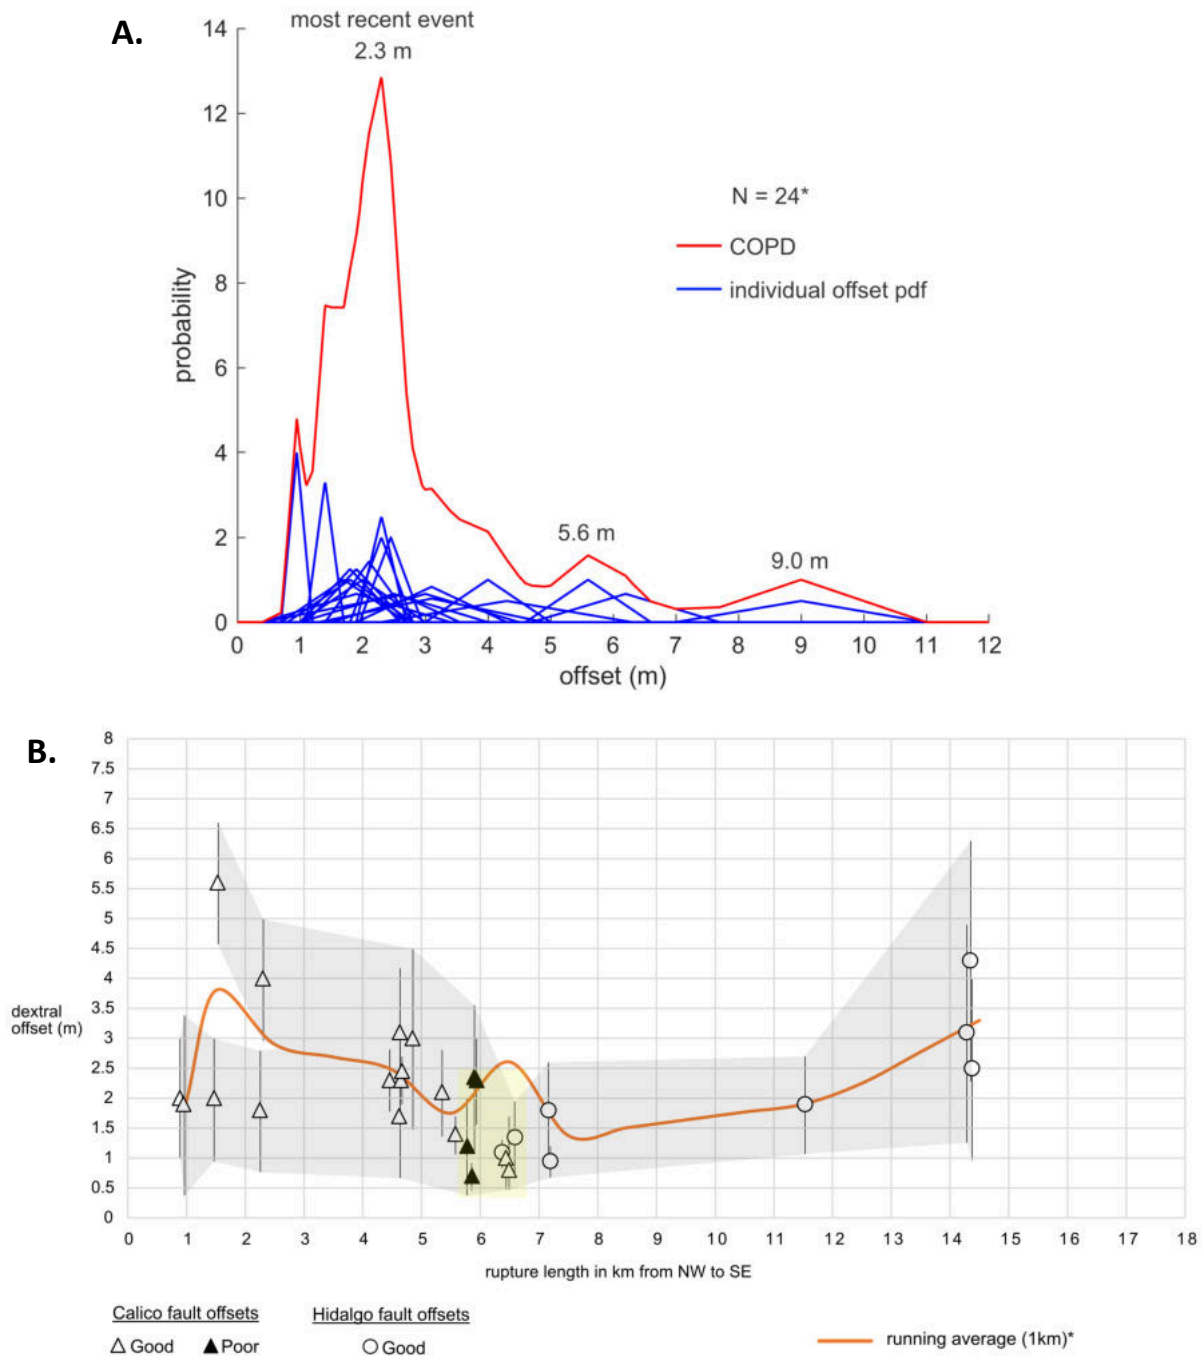 A.
most recent event
2.3 m
14
12
10
8
6
4
2
0
probability
N = 24*
COPD
individual offset pdf
5.6 m
9.0 m
0 1 2 3 4 5 6 7 8 9 10 11 12
offset (m)
B.
8
7.5
7
6.5
6
5.5
5
4.5
4
3.5
3
2.5
2
1.5
1
0.5
0
dextral
offset (m)
0 1 2 3 4 5 6 7 8 9 10 11 12 13 14 15 16 17 18
rupture length in km from NW to SE
Calico fault offsets Hidalgo fault offsets
Good Poor Good running average (1km)*